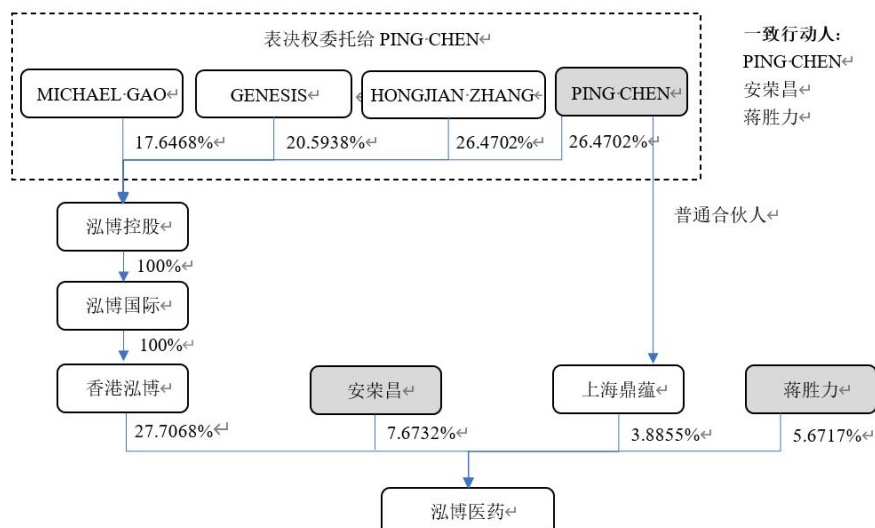 表决权委托给 PING·CHEN↵
一致行动人:
PING·CHEN↵
安荣昌↵
蒋胜力↵
MICHAEL·GAO↵
GENESIS↵
HONGJIAN·ZHANG↵
PING·CHEN↵
17.6468%↵
20.5938%↵
26.4702%↵
26.4702%↵
普通合伙人↵
泓博控股↵
100%↵
泓博国际↵
100%↵
香港泓博↵
安荣昌↵
上海鼎蕴↵
蒋胜力↵
27.7068%↵
7.6732%↵
3.8855%↵
5.6717%↵
泓博医药↵